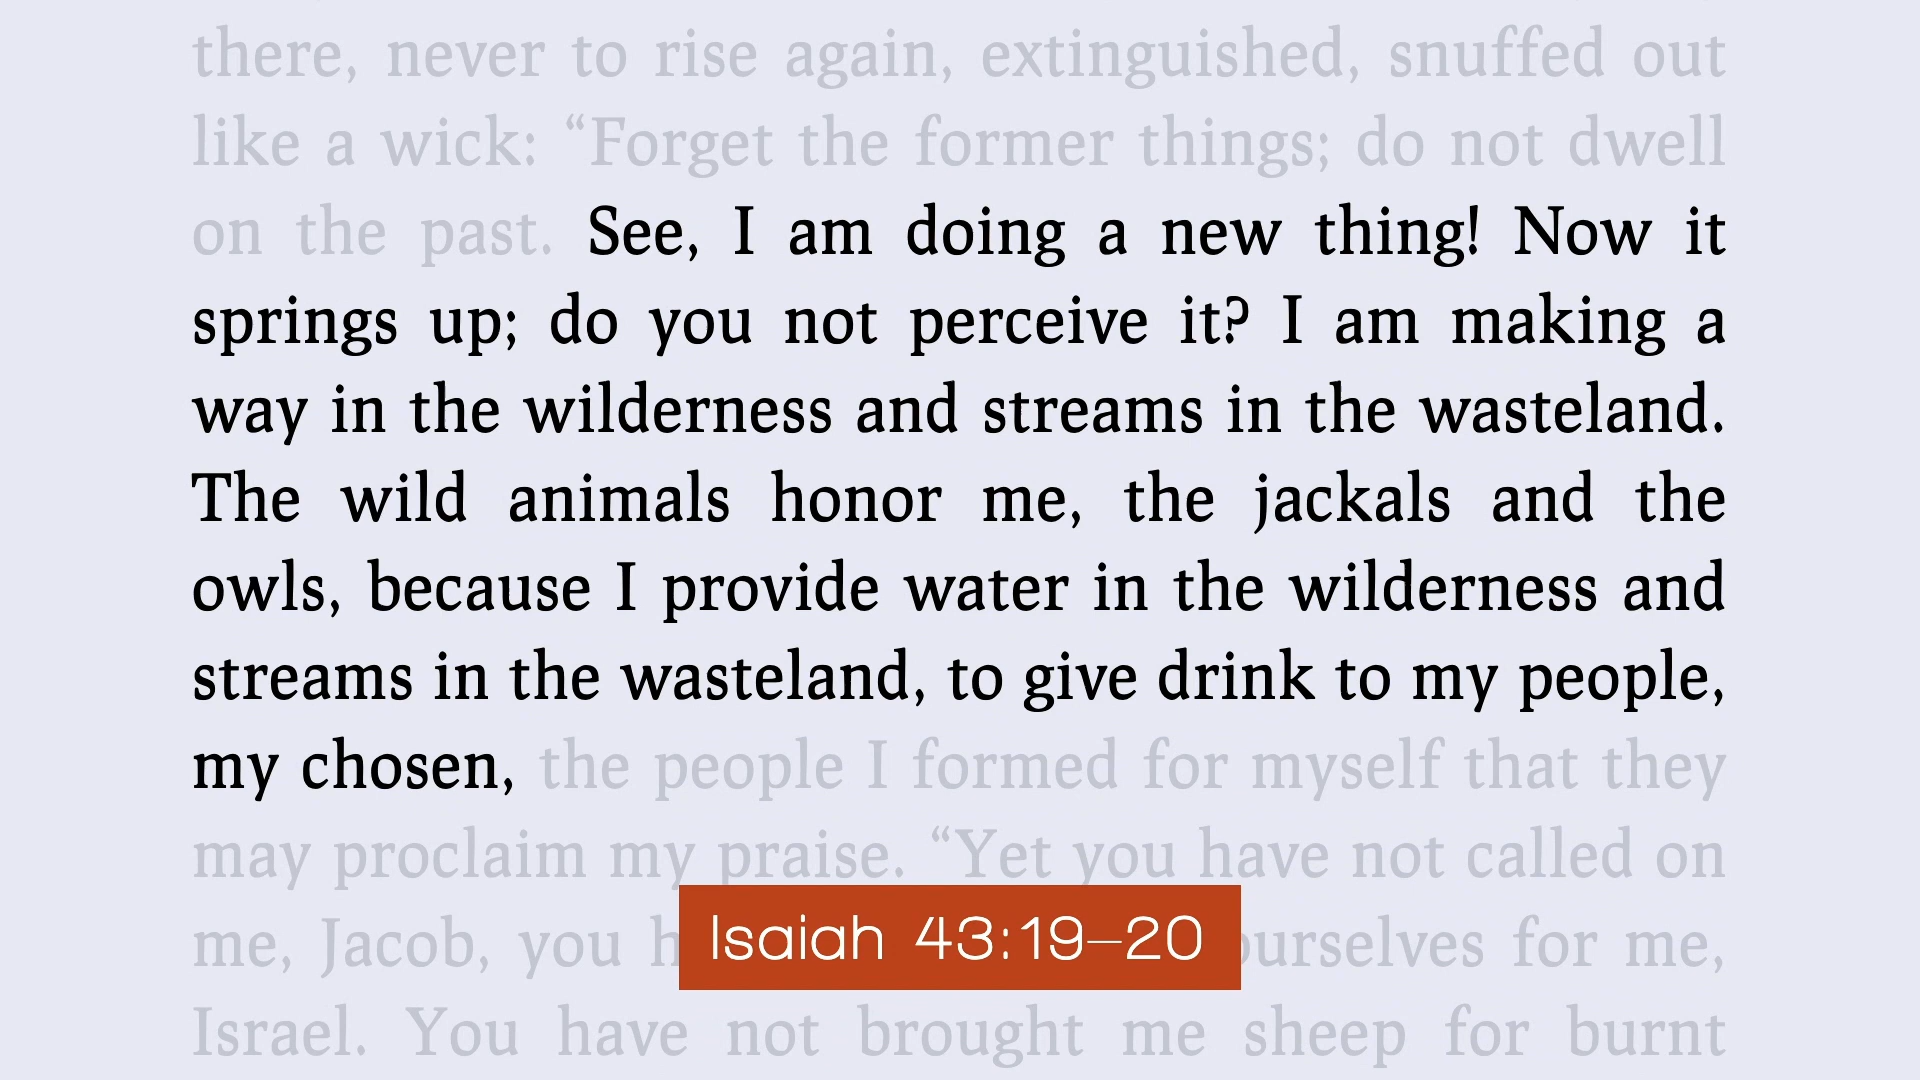 there, never to rise again, extinguished, snuffed out
like a wick: “Forget the former things; do not dwell
on the past. See, I am doing a new thing! Now it
springs up; do you not perceive it? I am making a
way in the wilderness and streams in the wasteland.
The wild animals honor me, the jackals and the
owls, because I provide water in the wilderness and
streams in the wasteland, to give drink to my people,
my chosen, the people I formed for myself that they
may proclaim my praise. “Yet you have not called on
me, Jacob, you ourselves for me,
Isaiah 43:19–20
Israel. You have not brought me sheep for burnt